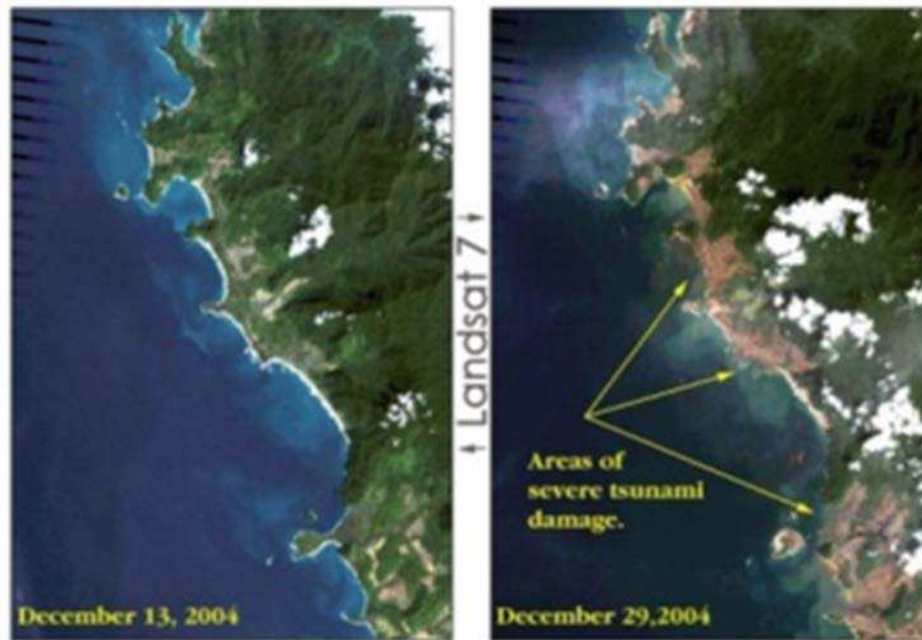 December 13, 2004
Landsat 7
Areas of
severe tsunami
damage.
December 29,2004